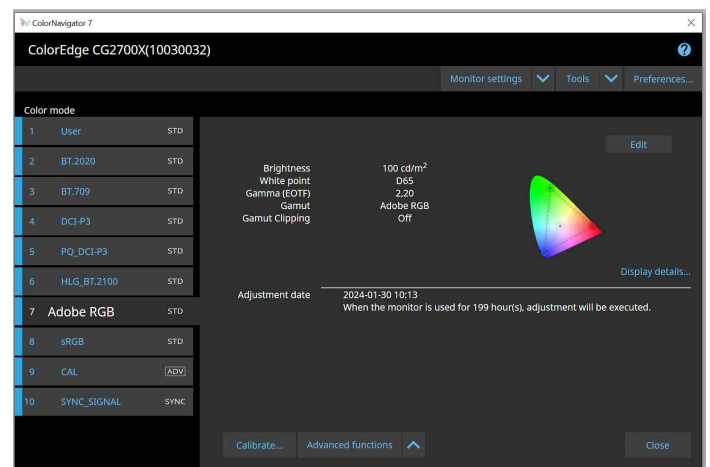 ColorNavigator 7
ColorEdge CG2700X(10030032)
Monitor settings Tools Preferences...
Color mode
1 User STD
2 BT.2020 STD
3 BT.709 STD
4 DCI-P3 STD
5 PQ_DCI-P3 STD
6 HLG_BT.2100 STD
7 Adobe RGB STD
8 sRGB STD
9 CAL ADV
10 SYNC_SIGNAL SYNC
Edit
Brightness 100 cd/m²
White point D65
Gamma (EOTF) 2,20
Gamut Adobe RGB
Gamut Clipping Off
Display details...
Adjustment date 2024-01-30 10:13
When the monitor is used for 199 hour(s), adjustment will be executed.
Calibrate... Advanced functions Close